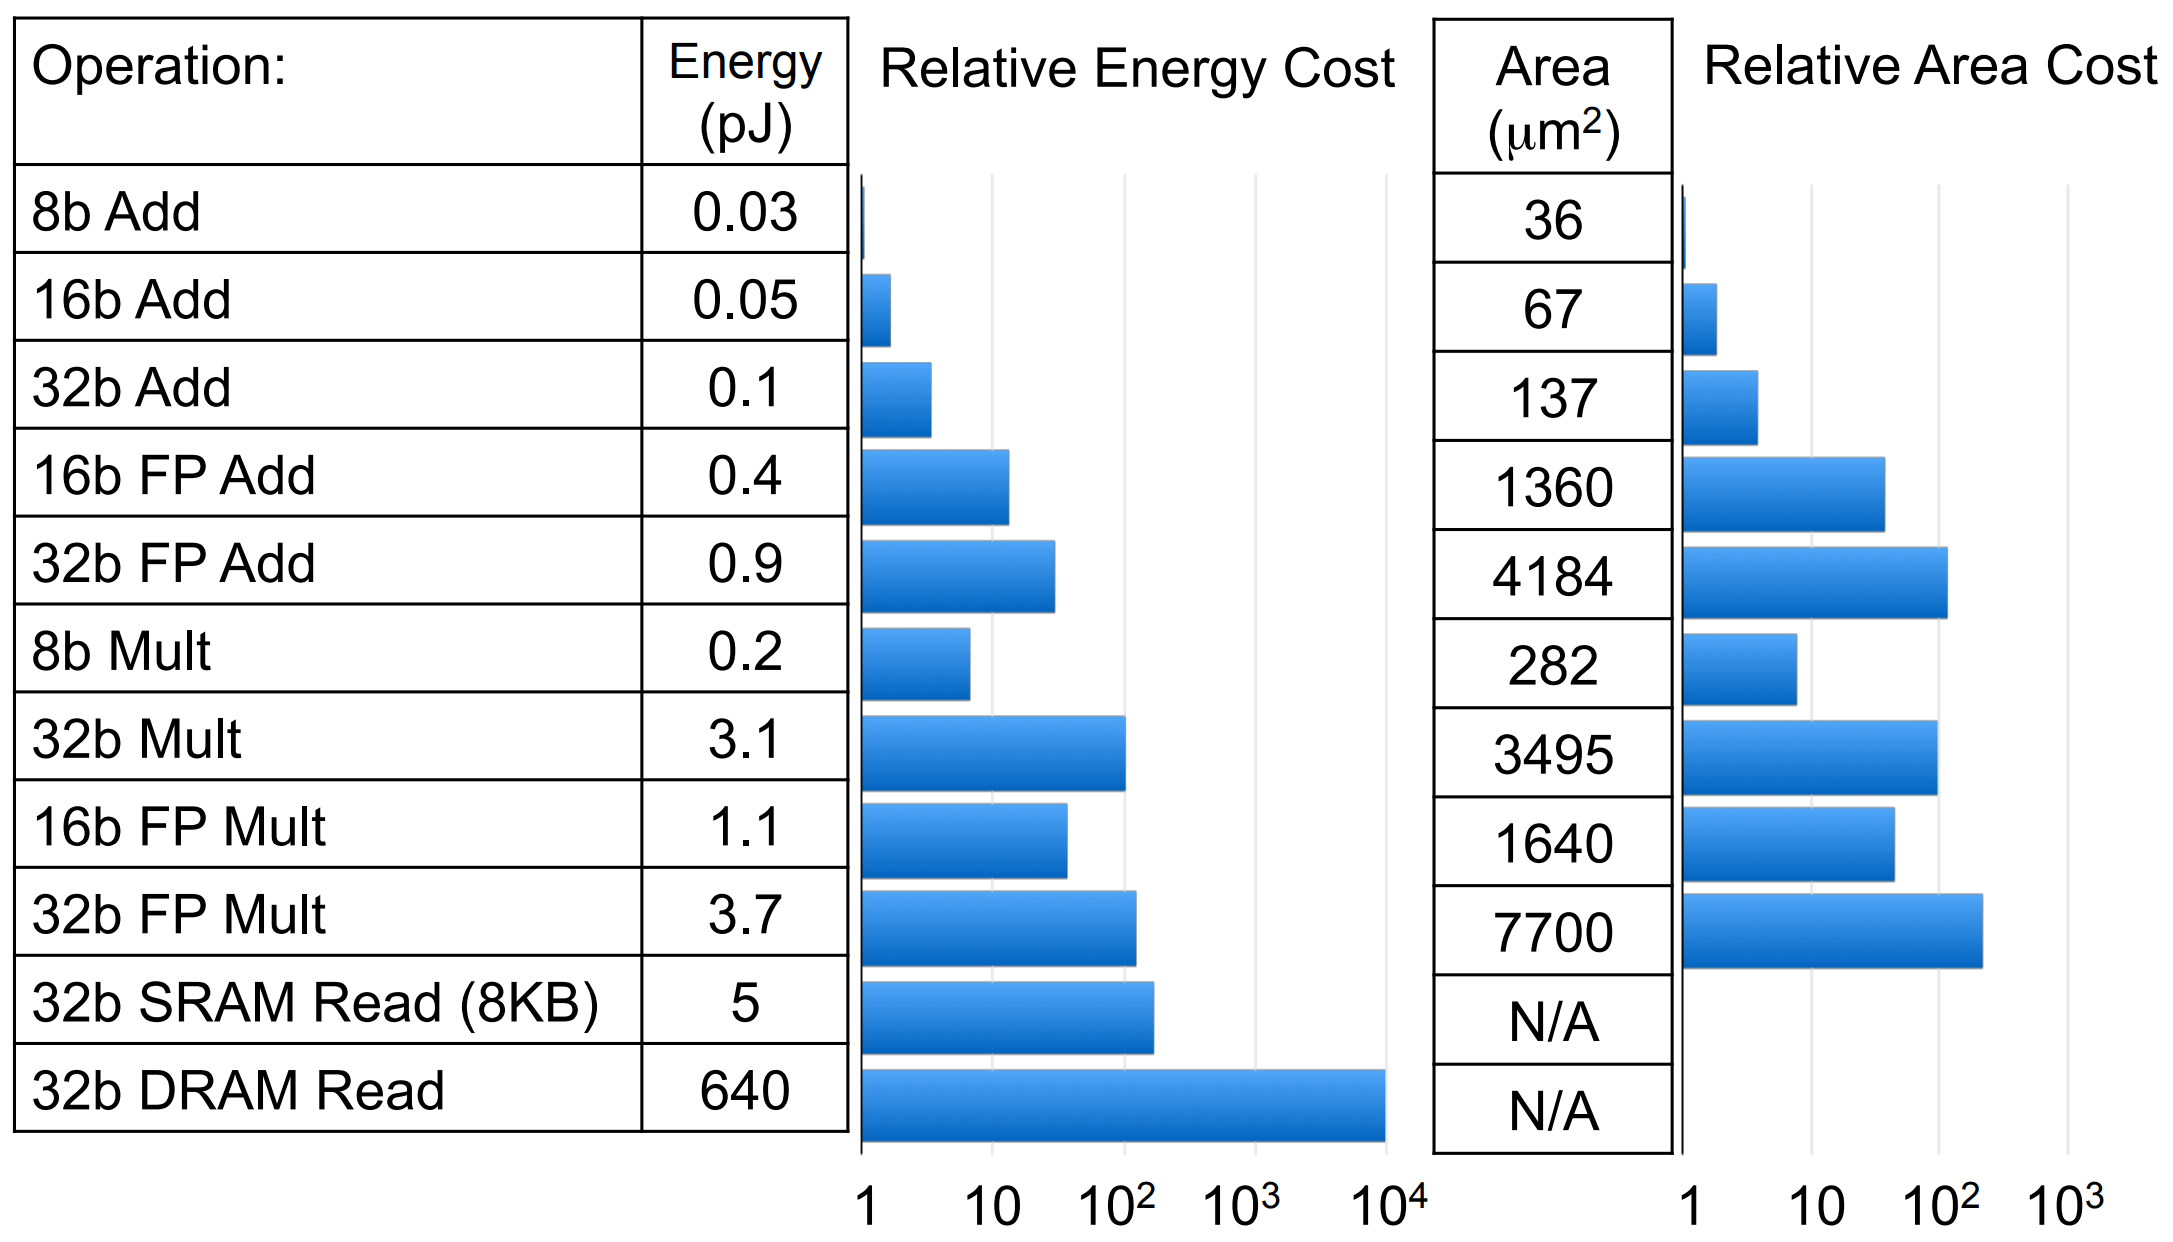 Operation: Energy (pJ) Relative Energy Cost Area (μm²) Relative Area Cost
8b Add 0.03 36
16b Add 0.05 67
32b Add 0.1 137
16b FP Add 0.4 1360
32b FP Add 0.9 4184
8b Mult 0.2 282
32b Mult 3.1 3495
16b FP Mult 1.1 1640
32b FP Mult 3.7 7700
32b SRAM Read (8KB) 5 N/A
32b DRAM Read 640 N/A
1 10 10² 10³ 10⁴ 1 10 10² 10³